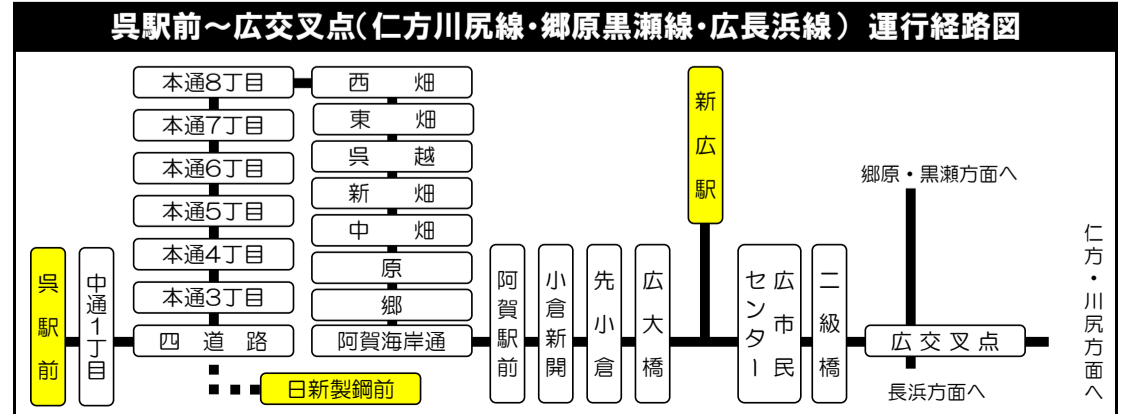 呉駅前～広交叉点(仁方川尻線・郷原黒瀬線・広長浜線) 運行経路図
呉駅前
中通1丁目
四道路
本通3丁目
本通4丁目
本通5丁目
本通6丁目
本通7丁目
本通8丁目
西畑
東畑
呉越
新畑
中畑
原
郷
阿賀海岸通
日新製鋼前
阿賀駅前
小倉新開
先小倉
広大橋
新広駅
広市民
センター
二級橋
広交叉点
郷原・黒瀬方面へ
長浜方面へ
仁方・川尻方面へ